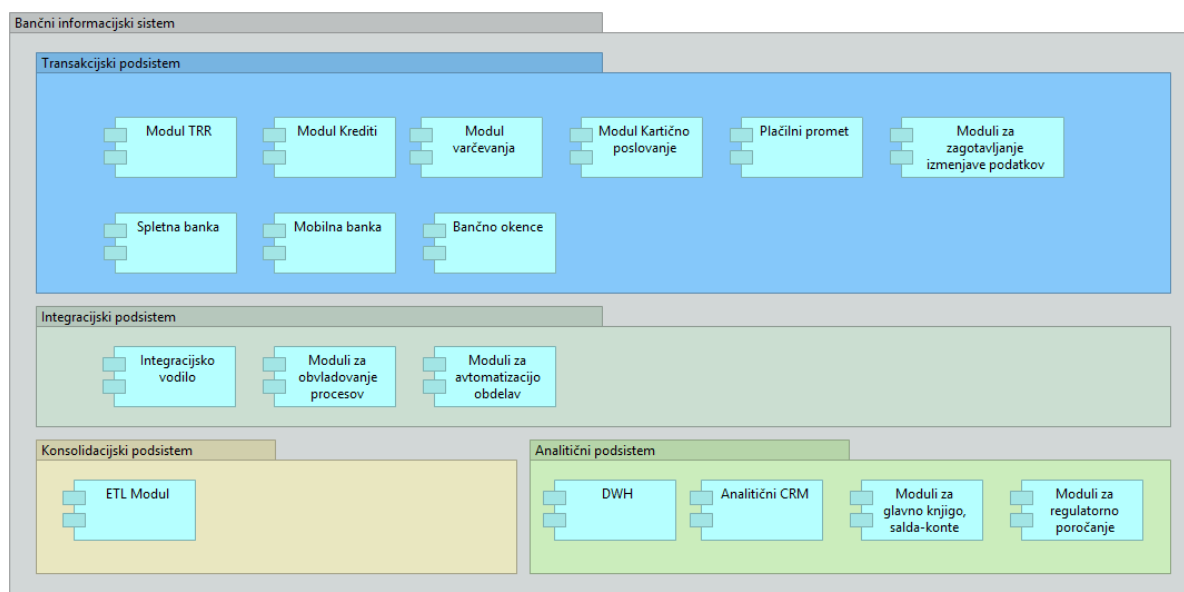 Bančni informacijski sistem
Transakcijski podsistem
Modul TRR
Modul Krediti
Modul
varčevanja
Modul Kartično
poslovanje
Plačilni promet
Moduli za
zagotavljanje
izmenjave podatkov
Spletna banka
Mobilna banka
Bančno okence
Integracijski podsistem
Integracijsko
vodilo
Moduli za
obvladovanje
procesov
Moduli za
avtomatizacijo
obdelav
Konsolidacijski podsistem
ETL Modul
Analitični podsistem
DWH
Analitični CRM
Moduli za
glavno knjigo,
salda-konte
Moduli za
regulatorno
poročanje